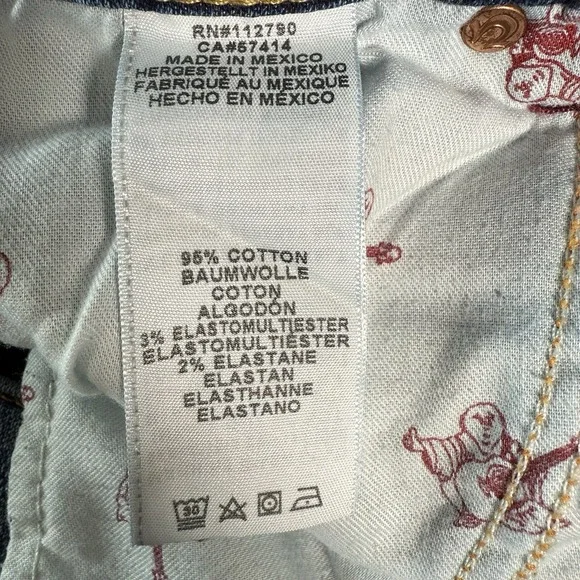 RN#112790
CA#57414
MADE IN MEXICO
HERGESTELLT IN MEXIKO
FABRIQUÉ AU MEXIQUE
HECHO EN MÉXICO
95% COTTON
BAUMWOLLE
COTON
ALGODÓN
3% ELASTOMULTIESTER
ELASTOMULTIÉSTER
2% ELASTANE
ELASTAN
ELASTHANNE
ELASTANO
30